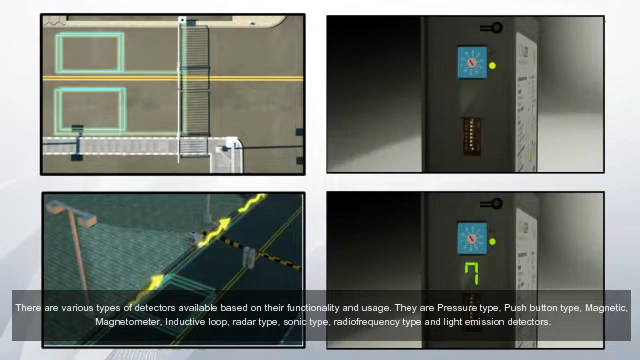 There are various types of detectors available based on their functionality and usage. They are Pressure type, Push button type, Magnetic,
Magnetometer, Inductive loop, radar type, sonic type, radiofrequency type and light emission detectors.